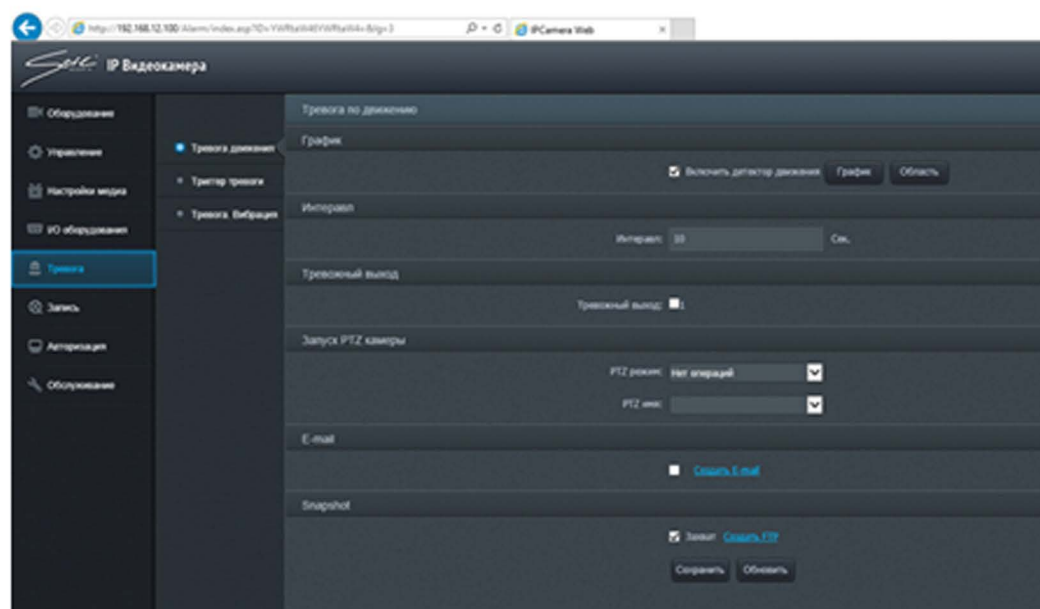 IPCamera Web
IP Видеокамера
Оборудование
Управление
Настройки медиа
I/O оборудования
Тревога
Запись
Авторизация
Обслуживание
Тревога движения
Триггер тревоги
Тревога. Вибрация
Тревога по движению
График
Включить детектор движения График Область
Интервал
Интервал: 10 Сек.
Тревожный выход
Тревожный выход: 1
Запуск PTZ камеры
PTZ режим: Нет операций
PTZ имя:
E-mail
Создать E-mail
Snapshot
Захват Создать FTP
Сохранить Обновить